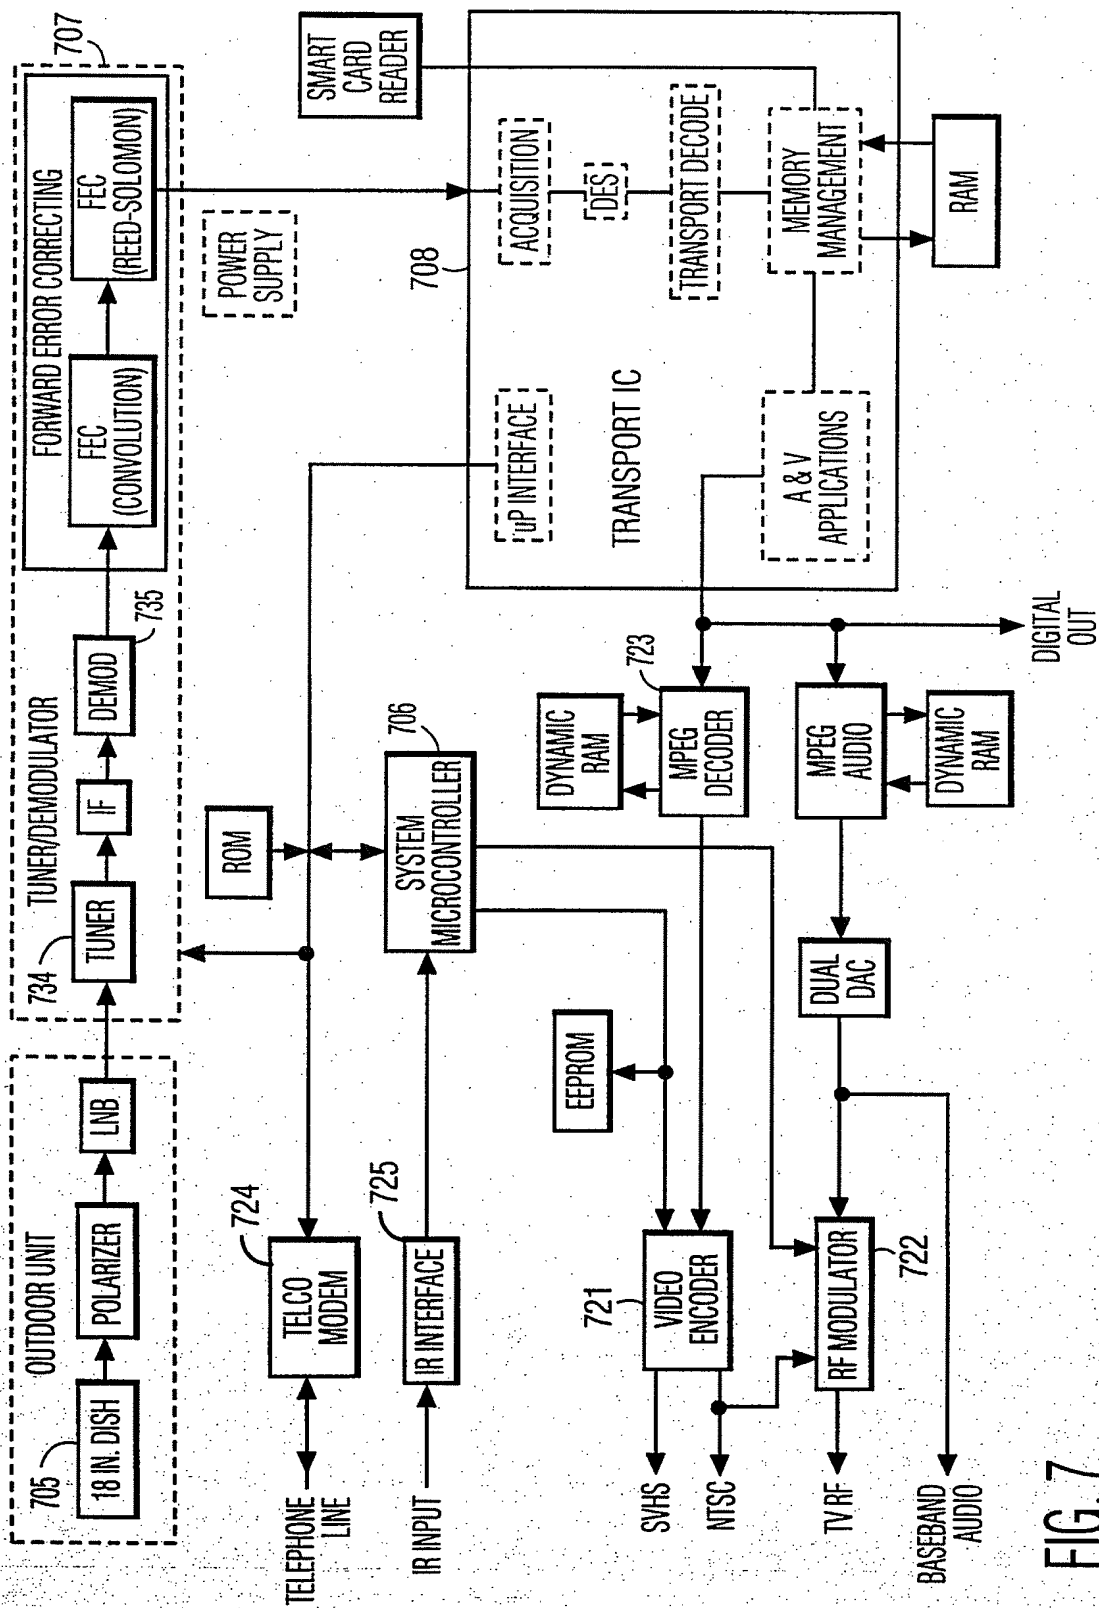 OUTDOOR UNIT
705
18 IN. DISH
POLARIZER
LNB
TUNER/DEMODULATOR
734
TUNER
IF
DEMOD
735
FORWARD ERROR CORRECTING
FEC
(CONVOLUTION)
FEC
(REED-SOLOMON)
707
TELEPHONE
LINE
724
TELCO
MODEM
ROM
POWER
SUPPLY
SMART
CARD
READER
IR INPUT
725
IR INTERFACE
706
SYSTEM
MICROCONTROLLER
708
uP INTERFACE
ACQUISITION
DES
TRANSPORT DECODE
MEMORY
MANAGEMENT
TRANSPORT IC
A & V
APPLICATIONS
RAM
EEPROM
DYNAMIC
RAM
723
MPEG
DECODER
SVHS
NTSC
721
VIDEO
ENCODER
TV RF
RF MODULATOR
722
DUAL
DAC
MPEG
AUDIO
DYNAMIC
RAM
BASEBAND
AUDIO
DIGITAL
OUT
FIG. 7